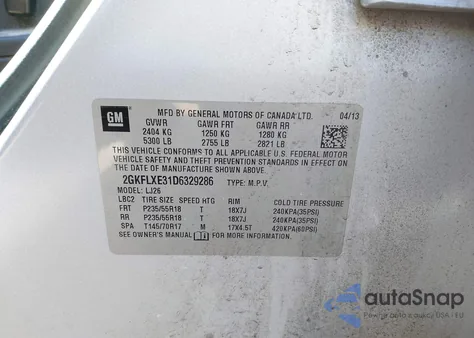 GM
MFD BY GENERAL MOTORS OF CANADA LTD. 04/13
GVWR GAWR FRT GAWR RR
2404 KG 1250 KG 1280 KG
5300 LB 2755 LB 2821 LB
THIS VEHICLE CONFORMS TO ALL APPLICABLE U.S. FEDERAL MOTOR
VEHICLE SAFETY AND THEFT PREVENTION STANDARDS IN EFFECT ON THE
DATE OF MANUFACTURE SHOWN ABOVE.
2GKFLXE31D6329286 TYPE: M.P.V.
MODEL: LJ26
LBC2 TIRE SIZE SPEED RTG RIM COLD TIRE PRESSURE
FRT P235/55R18 T 18X7J 240KPA(35PSI)
RR P235/55R18 T 18X7J 240KPA(35PSI)
SPA T145/70R17 M 17X4.5T 420KPA(60PSI)
SEE OWNER'S MANUAL FOR MORE INFORMATION.
autoSnap